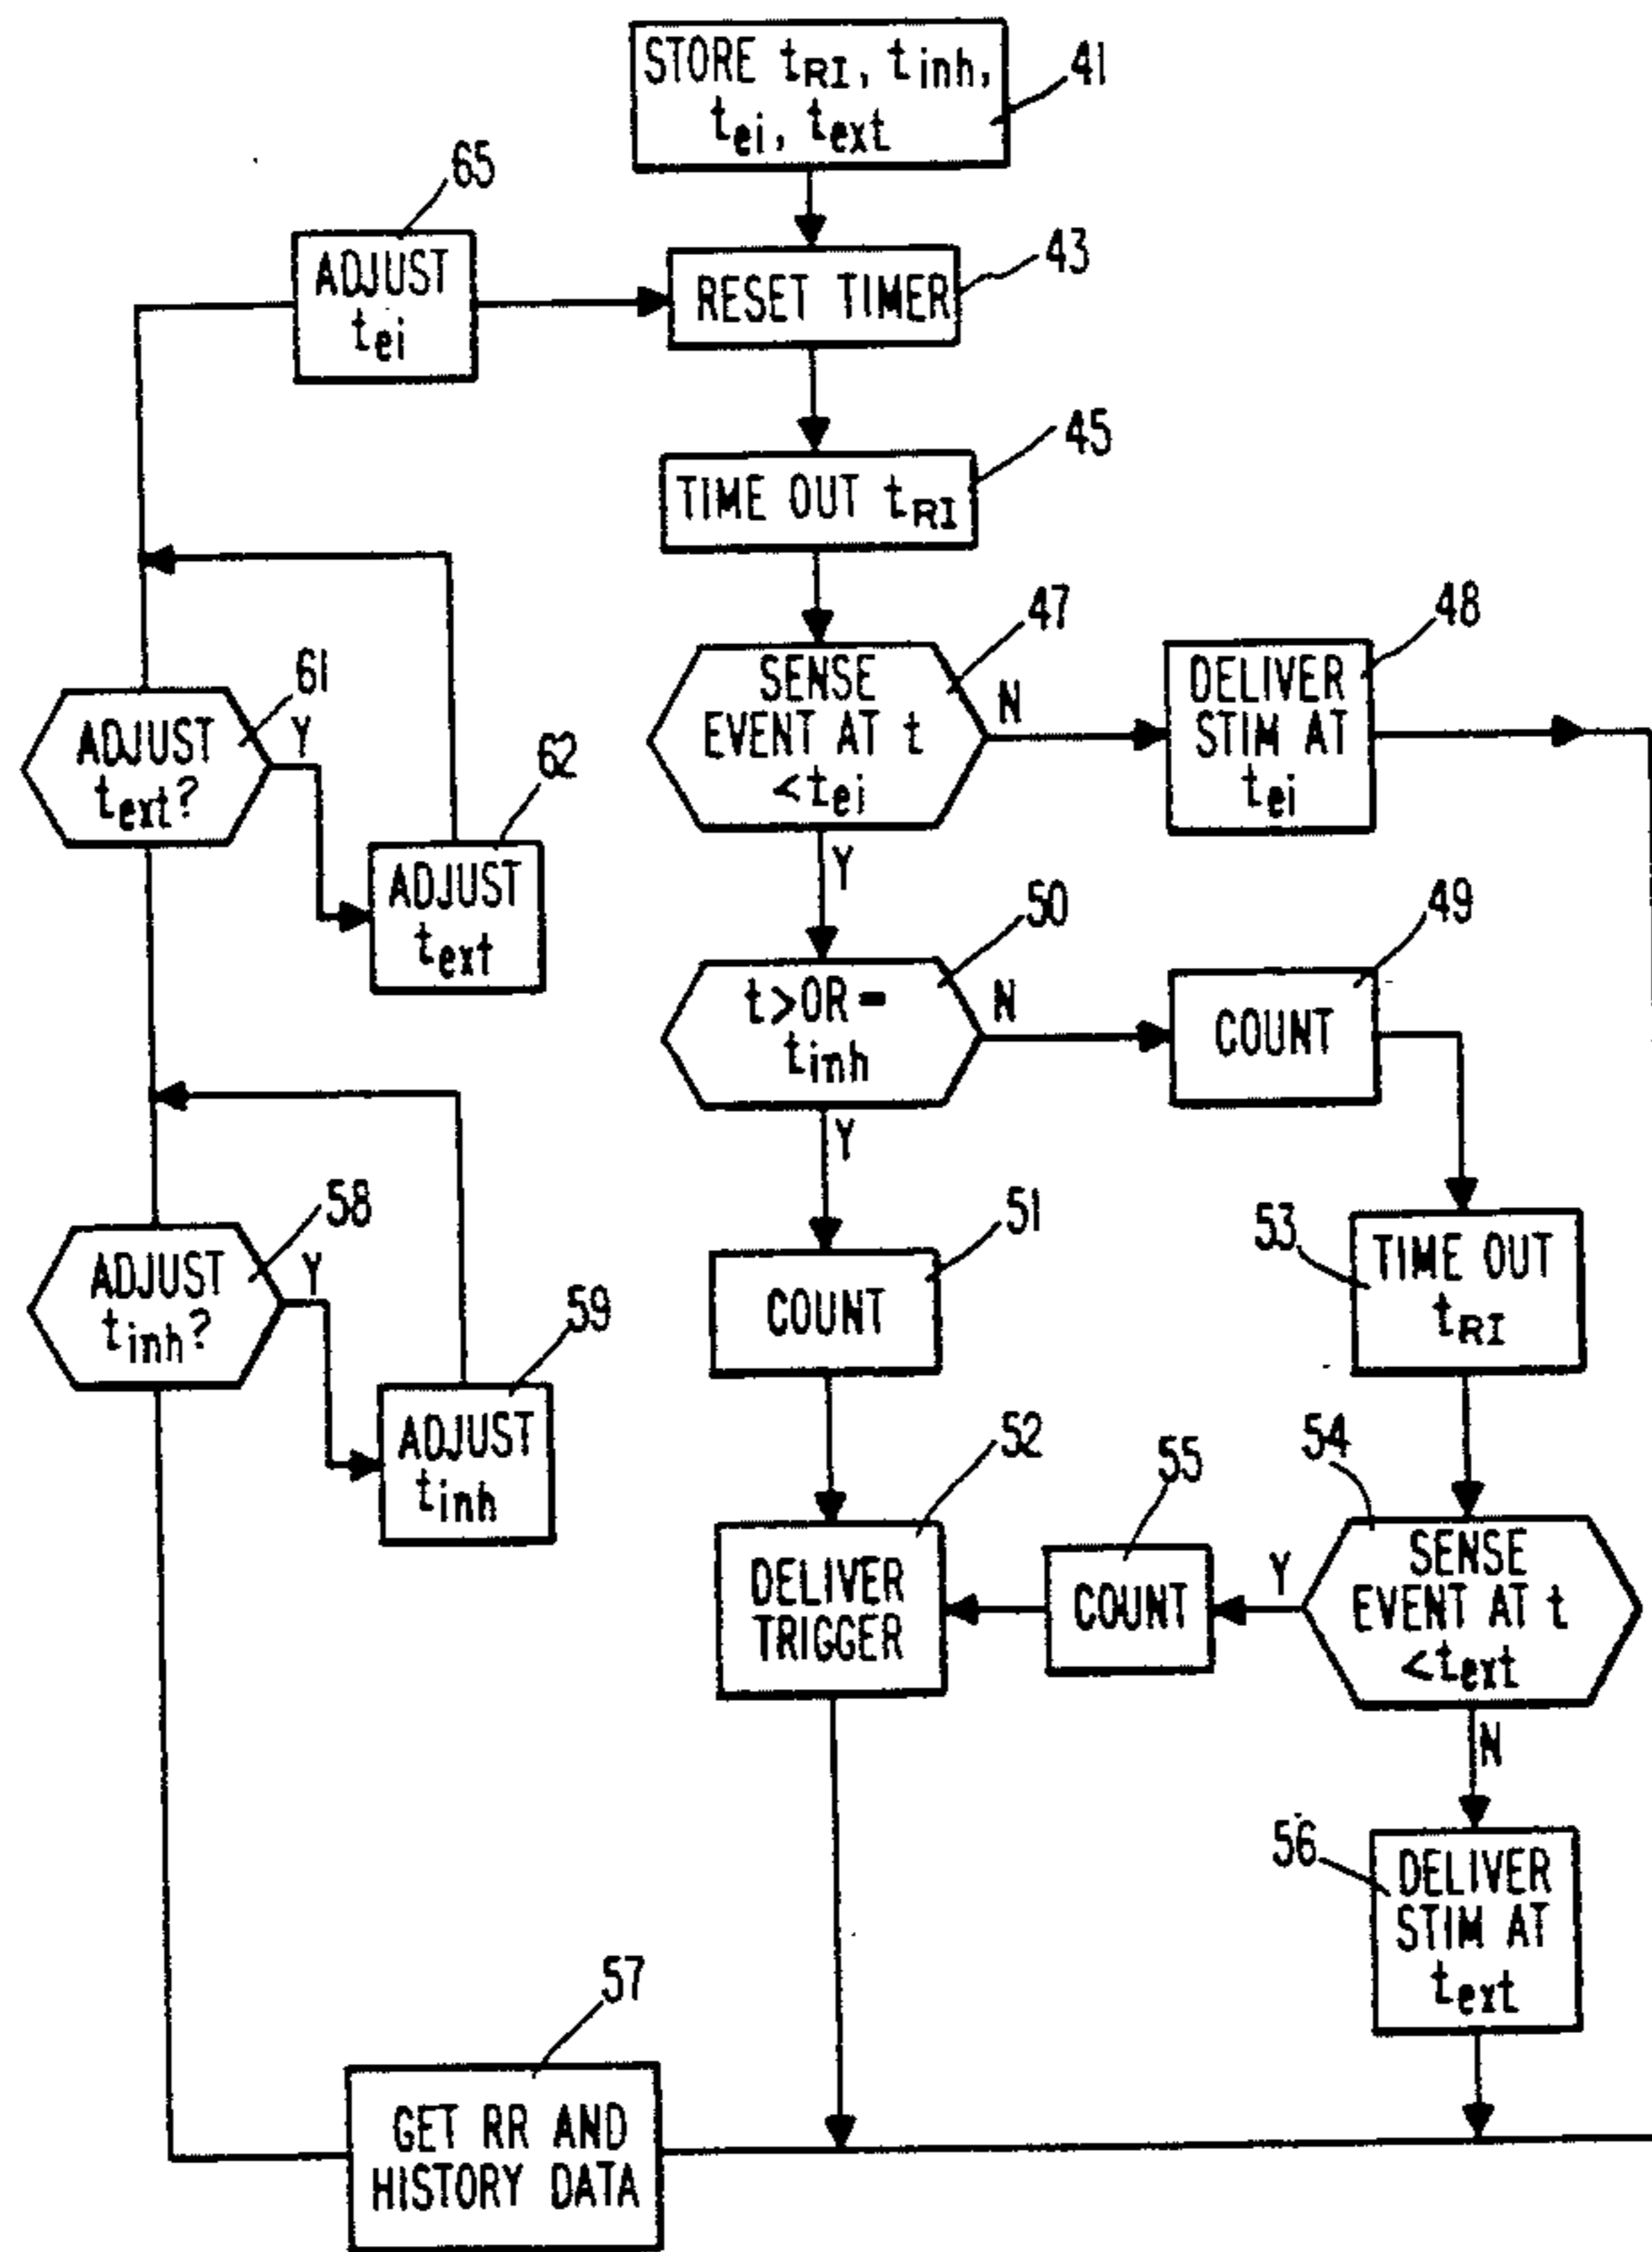 STORE tRI, tinh,
tei, text
41
65
ADJUST
tei
RESET TIMER
43
TIME OUT tRI
45
SENSE
EVENT AT t
<tei
47
N
Y
DELIVER
STIM AT
tei
48
ADJUST
text?
61
Y
ADJUST
text
62
t>OR=
tinh
50
N
Y
COUNT
49
ADJUST
tinh?
58
Y
ADJUST
tinh
59
COUNT
51
TIME OUT
tRI
53
DELIVER
TRIGGER
52
COUNT
55
Y
SENSE
EVENT AT t
<text
54
N
DELIVER
STIM AT
text
56
GET RR AND
HISTORY DATA
57